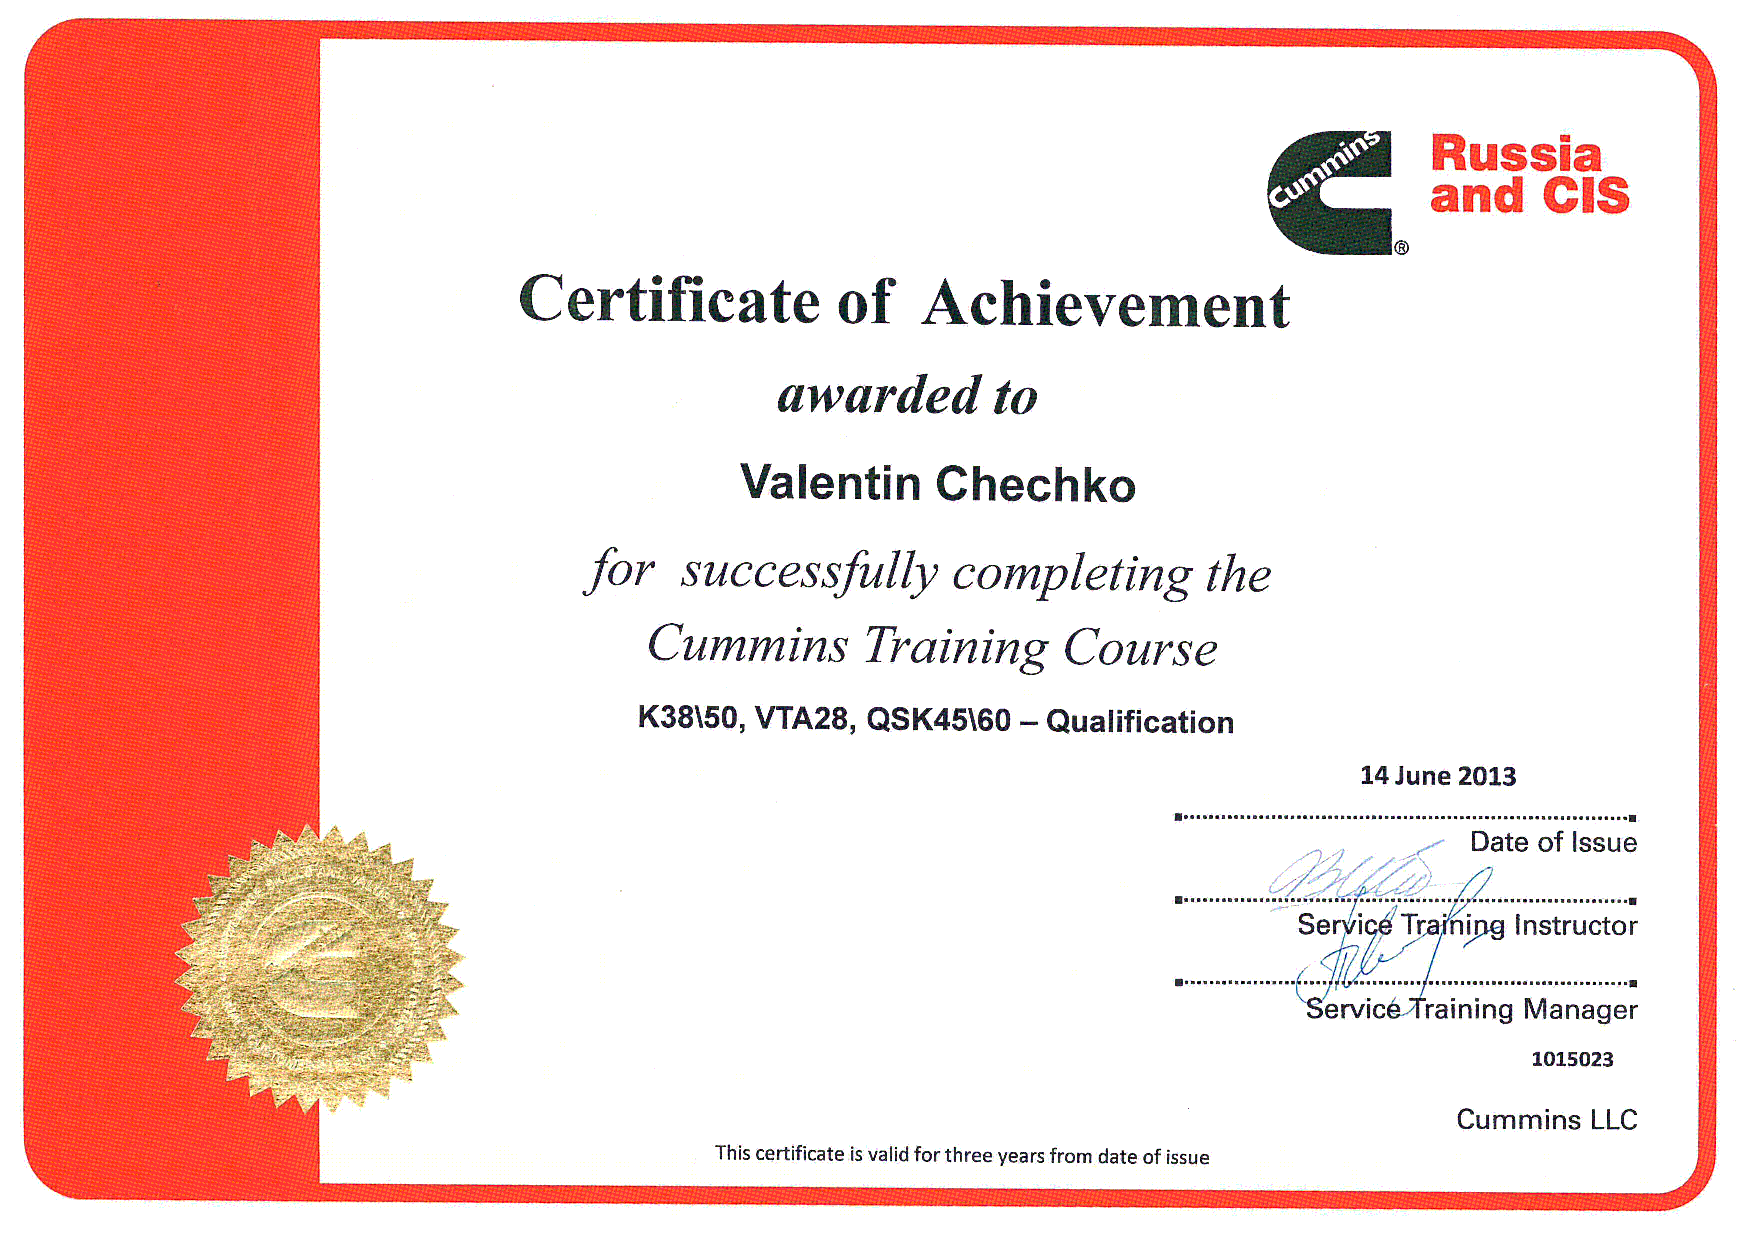 Cummins
®
Russia
and CIS
Certificate of Achievement
awarded to
Valentin Chechko
for successfully completing the
Cummins Training Course
K38\50, VTA28, QSK45\60 – Qualification
14 June 2013
Date of Issue
Service Training Instructor
Service Training Manager
1015023
Cummins LLC
This certificate is valid for three years from date of issue